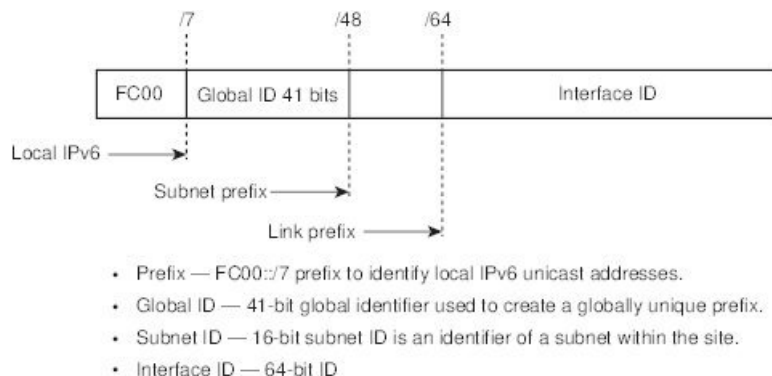 /7 /48 /64
FC00 Global ID 41 bits Interface ID
Local IPv6
Subnet prefix
Link prefix
• Prefix — FC00::/7 prefix to identify local IPv6 unicast addresses.
• Global ID — 41-bit global identifier used to create a globally unique prefix.
• Subnet ID — 16-bit subnet ID is an identifier of a subnet within the site.
• Interface ID — 64-bit ID